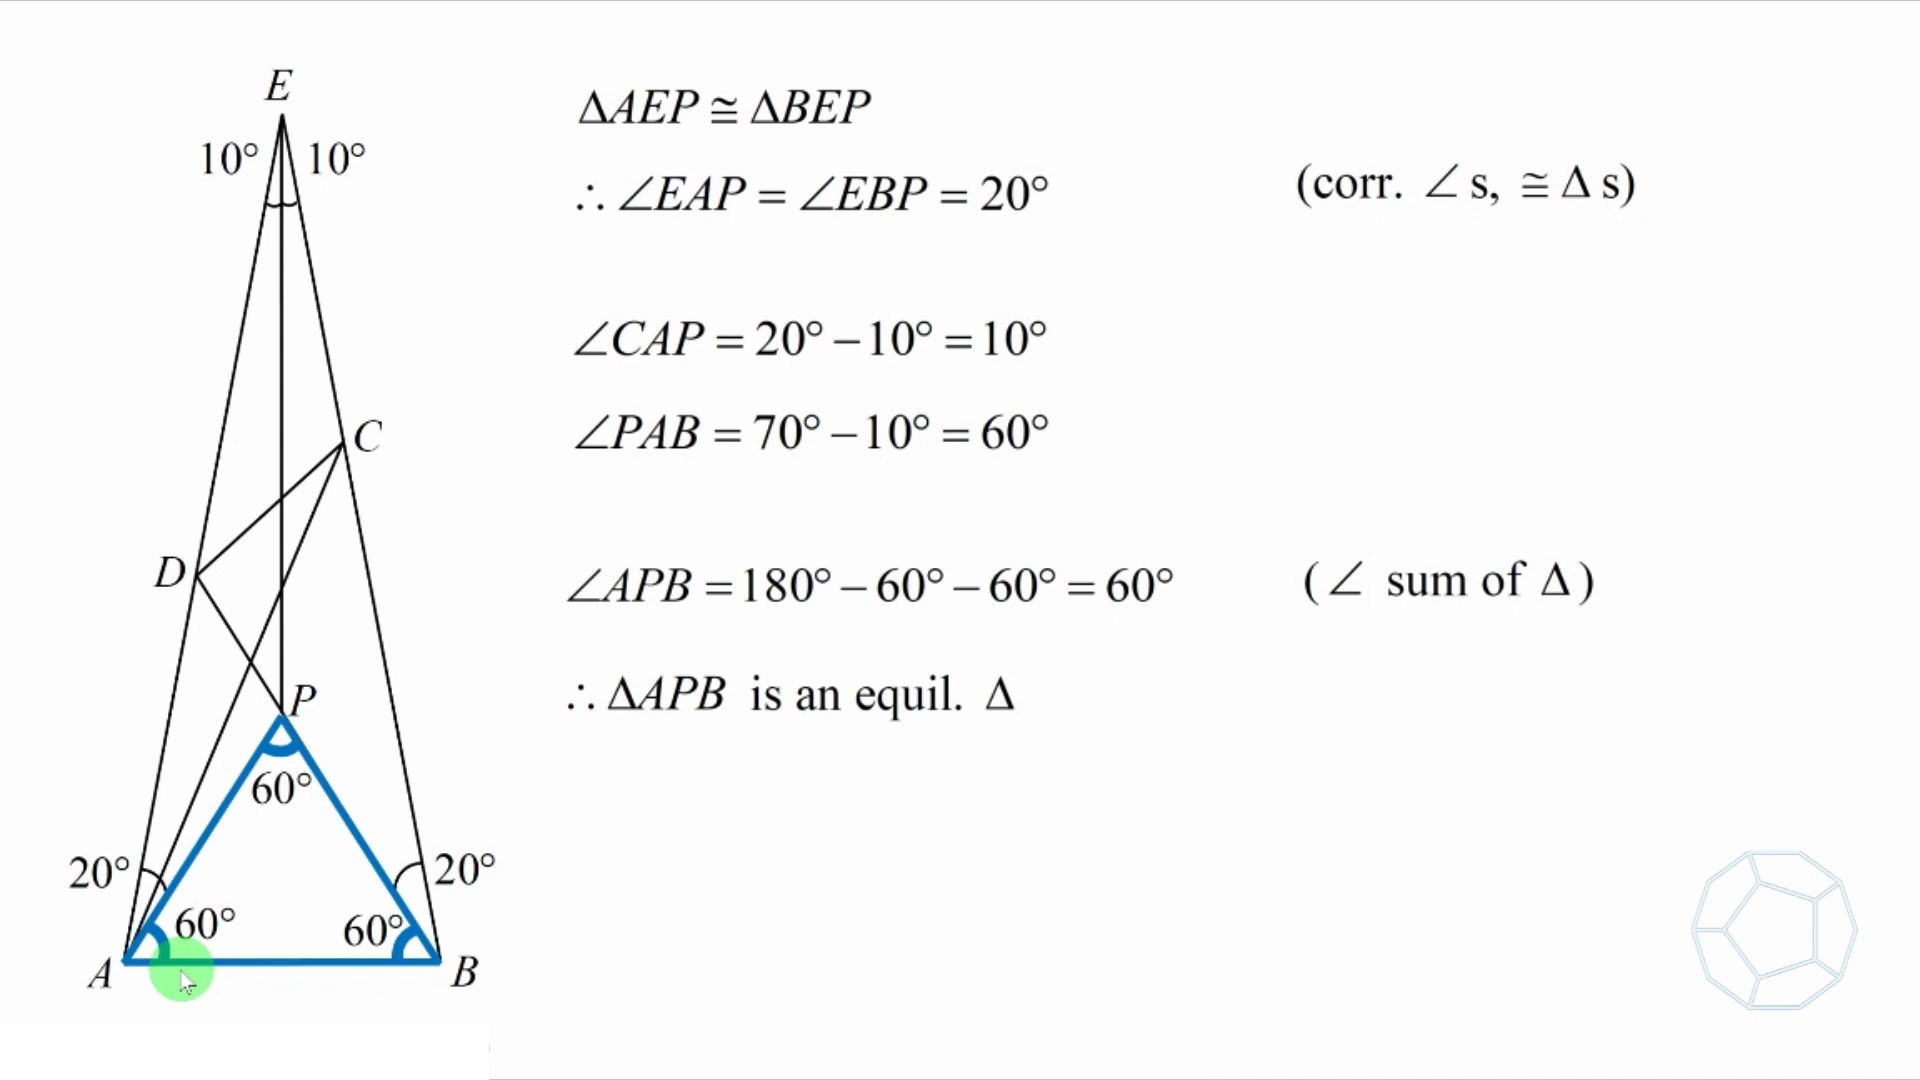 E
10° 10°
C
D
P
60°
20° 20°
60° 60°
A B
ΔAEP ≅ ΔBEP
∴ ∠EAP = ∠EBP = 20° (corr. ∠ s, ≅ Δ s)
∠CAP = 20° − 10° = 10°
∠PAB = 70° − 10° = 60°
∠APB = 180° − 60° − 60° = 60° (∠ sum of Δ)
∴ ΔAPB is an equil. Δ